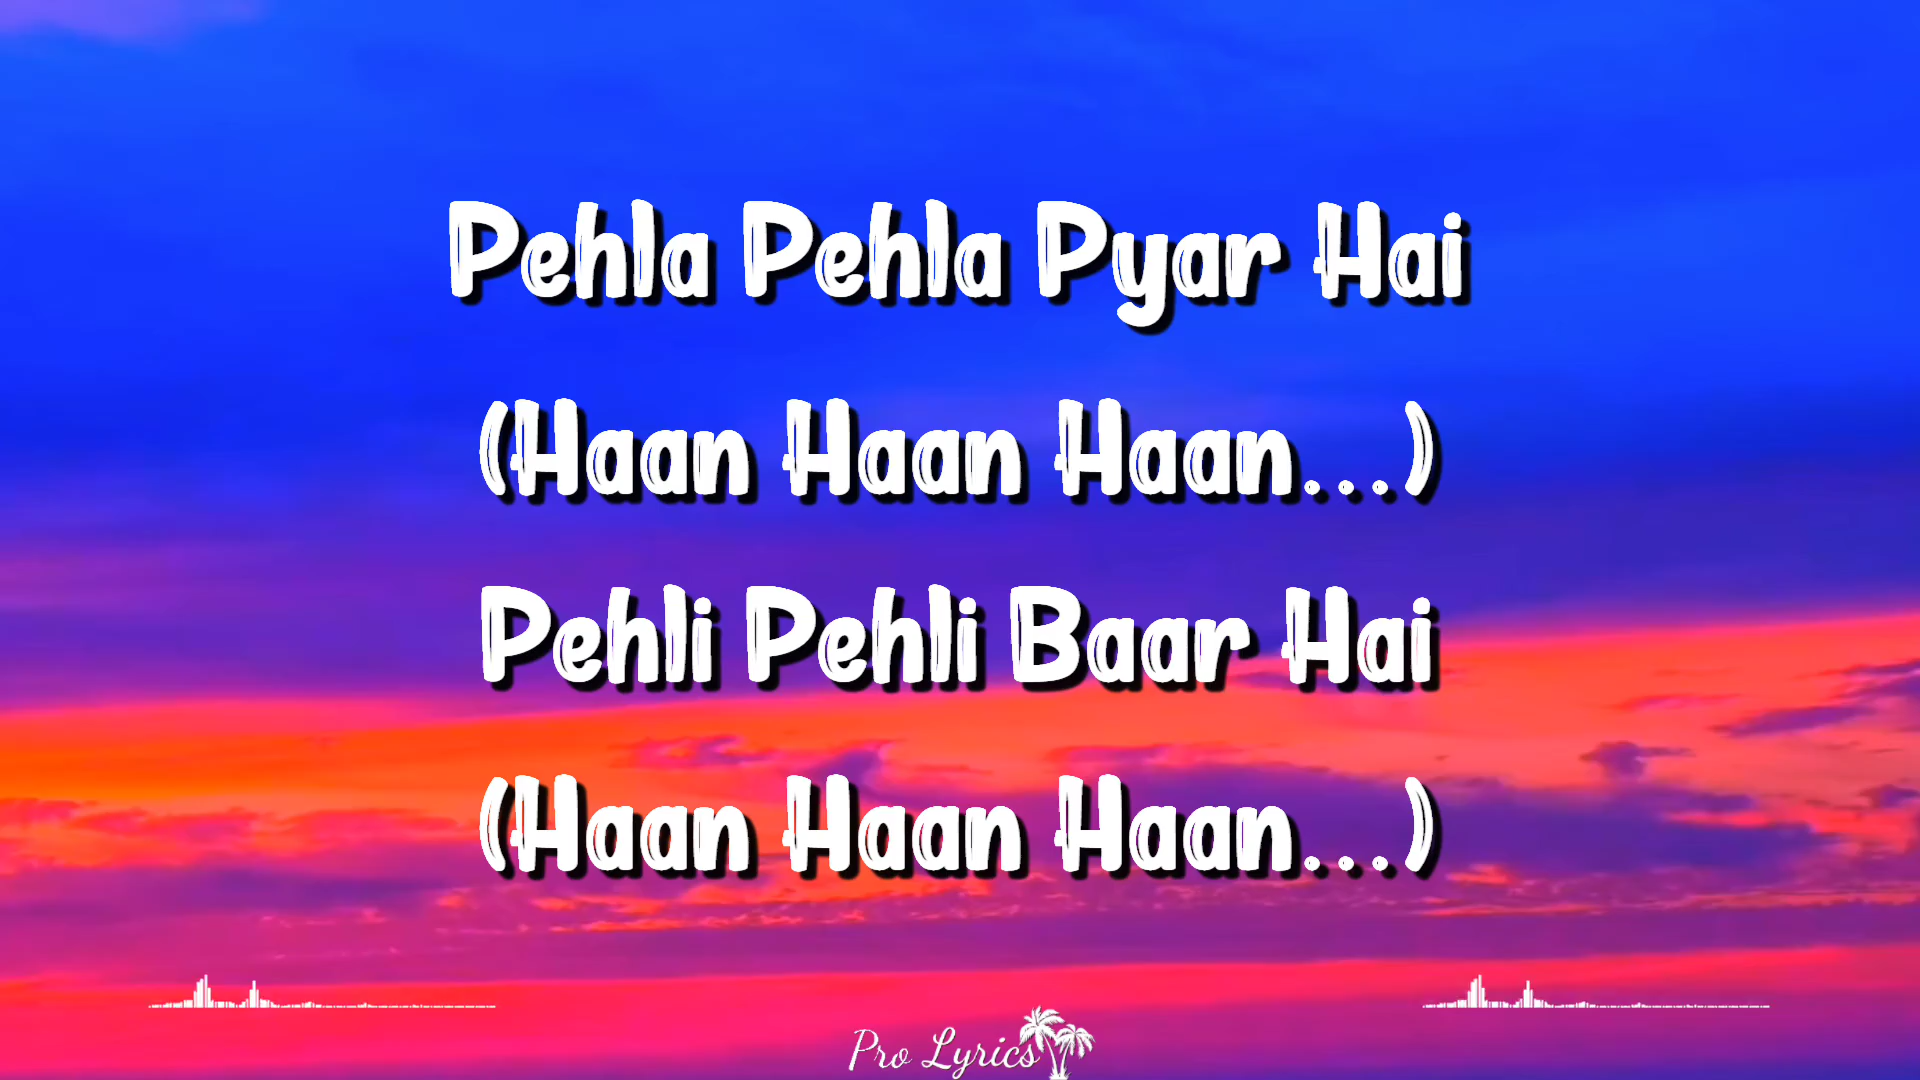 Pehla Pehla Pyar Hai
(Haan Haan Haan...)
Pehli Pehli Baar Hai
(Haan Haan Haan...)
Pro Lyrics